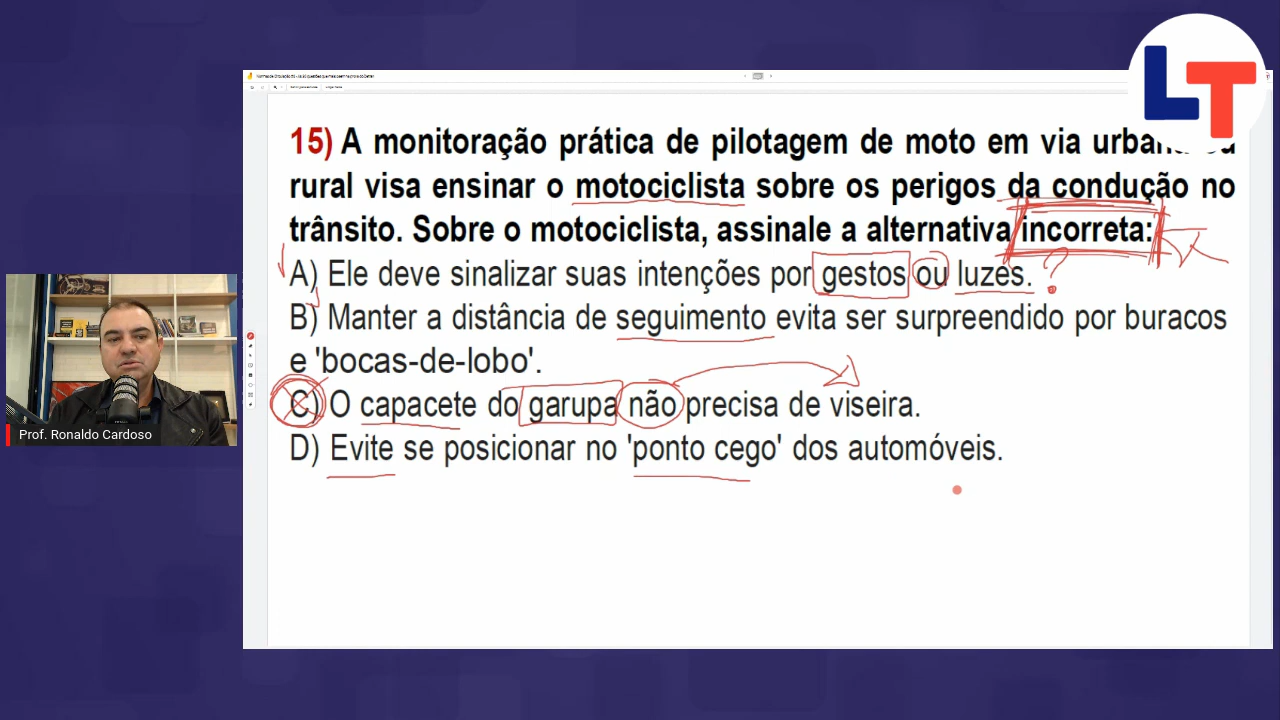 LT
15) A monitoração prática de pilotagem de moto em via urbana ou
rural visa ensinar o motociclista sobre os perigos da condução no
trânsito. Sobre o motociclista, assinale a alternativa incorreta:
A) Ele deve sinalizar suas intenções por gestos ou luzes. ?
B) Manter a distância de seguimento evita ser surpreendido por buracos
e 'bocas-de-lobo'.
C) O capacete do garupa não precisa de viseira.
D) Evite se posicionar no 'ponto cego' dos automóveis.
Prof. Ronaldo Cardoso